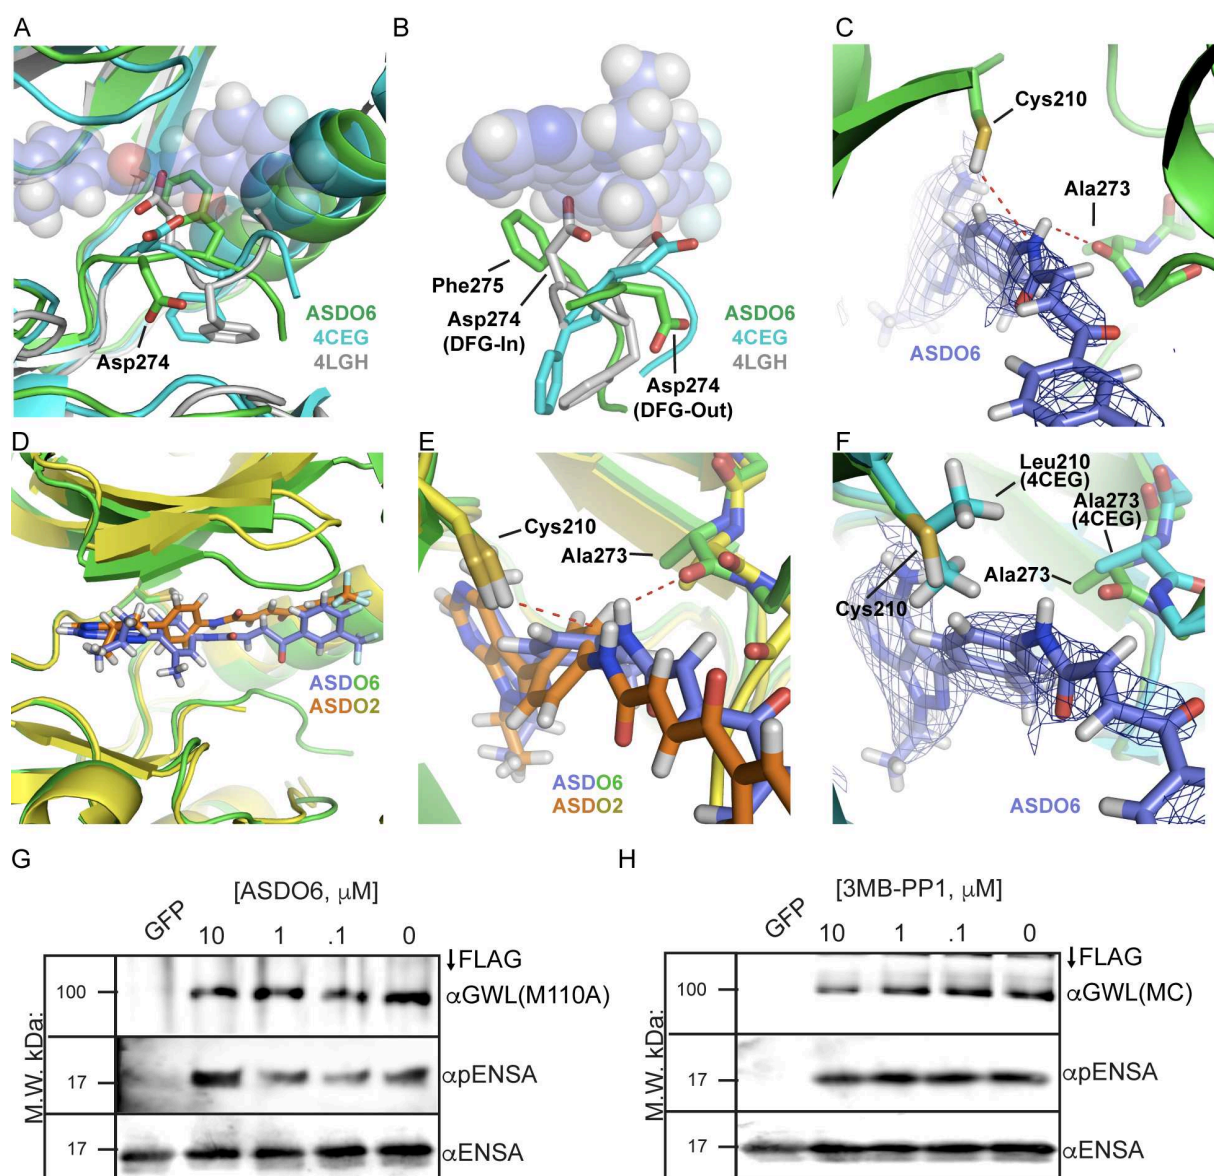 A
ASDO6
4CEG
4LGH
Asp274
B
Phe275
Asp274
(DFG-In)
ASDO6
4CEG
4LGH
Asp274
(DFG-Out)
C
Cys210
Ala273
ASDO6
D
ASDO6
ASDO2
E
Cys210
Ala273
ASDO6
ASDO2
F
Leu210
(4CEG)
Ala273
(4CEG)
Ala273
Cys210
ASDO6
G
[ASDO6, μM]
GFP 10 1 .1 0
↓FLAG
M.W. kDa:
100 αGWL(M110A)
17 αpENSA
17 αENSA
H
[3MB-PP1, μM]
GFP 10 1 .1 0
↓FLAG
M.W. kDa:
100 αGWL(MC)
17 αpENSA
17 αENSA